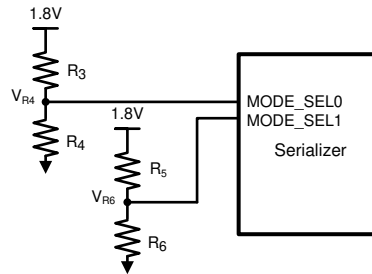 1.8V
R3
VR4
R4
1.8V
R5
VR6
R6
MODE_SEL0
MODE_SEL1
Serializer